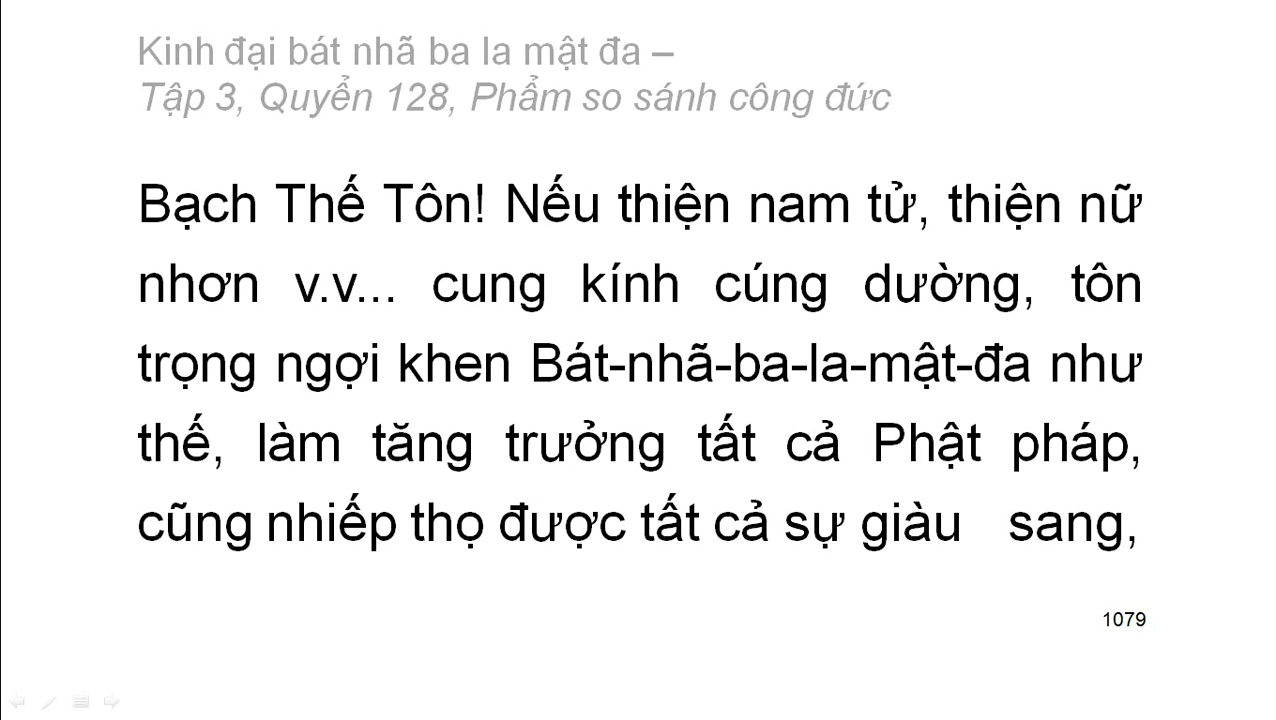 Kinh đại bát nhã ba la mật đa –
Tập 3, Quyển 128, Phẩm so sánh công đức
Bạch Thế Tôn! Nếu thiện nam tử, thiện nữ
nhơn v.v... cung kính cúng dường, tôn
trọng ngợi khen Bát-nhã-ba-la-mật-đa như
thế, làm tăng trưởng tất cả Phật pháp,
cũng nhiếp thọ được tất cả sự giàu sang,
1079